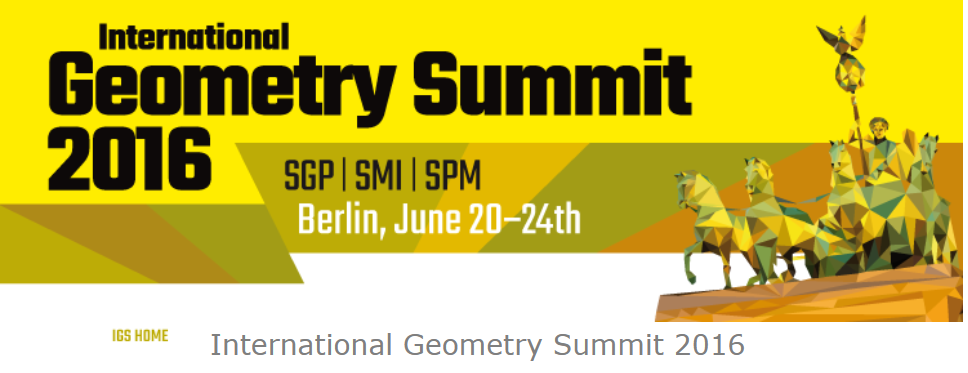 International
Geometry Summit
2016
SGP | SMI | SPM
Berlin, June 20–24th
IGS HOME
International Geometry Summit 2016